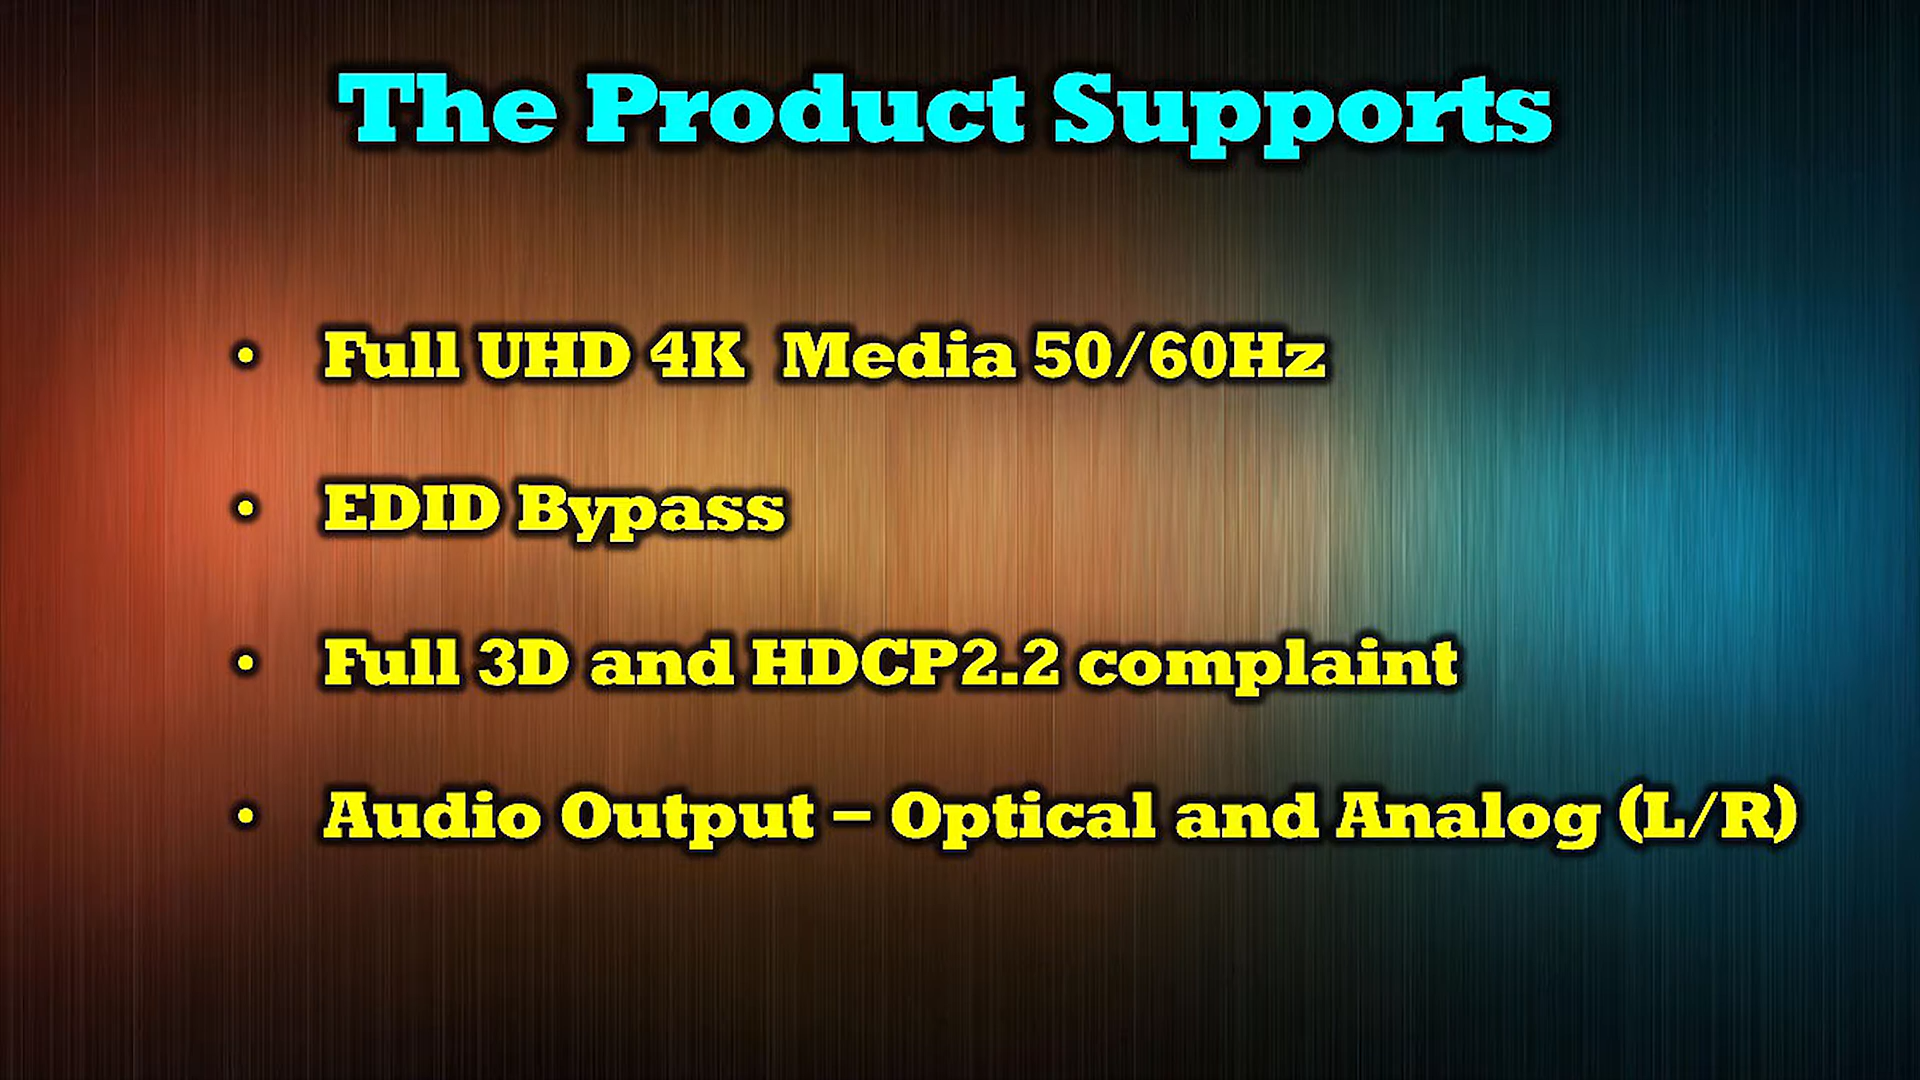 The Product Supports
• Full UHD 4K  Media 50/60Hz
• EDID Bypass
• Full 3D and HDCP2.2 complaint
• Audio Output – Optical and Analog (L/R)